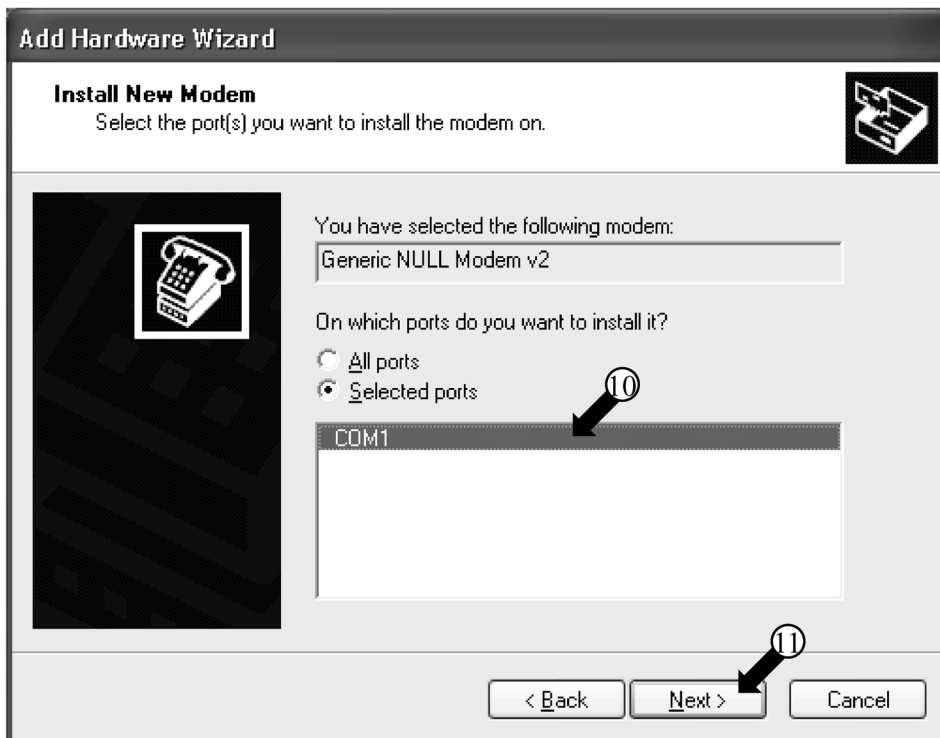 Add Hardware Wizard
Install New Modem
Select the port(s) you want to install the modem on.
You have selected the following modem:
Generic NULL Modem v2
On which ports do you want to install it?
All ports
Selected ports
10
COM1
11
< Back
Next >
Cancel